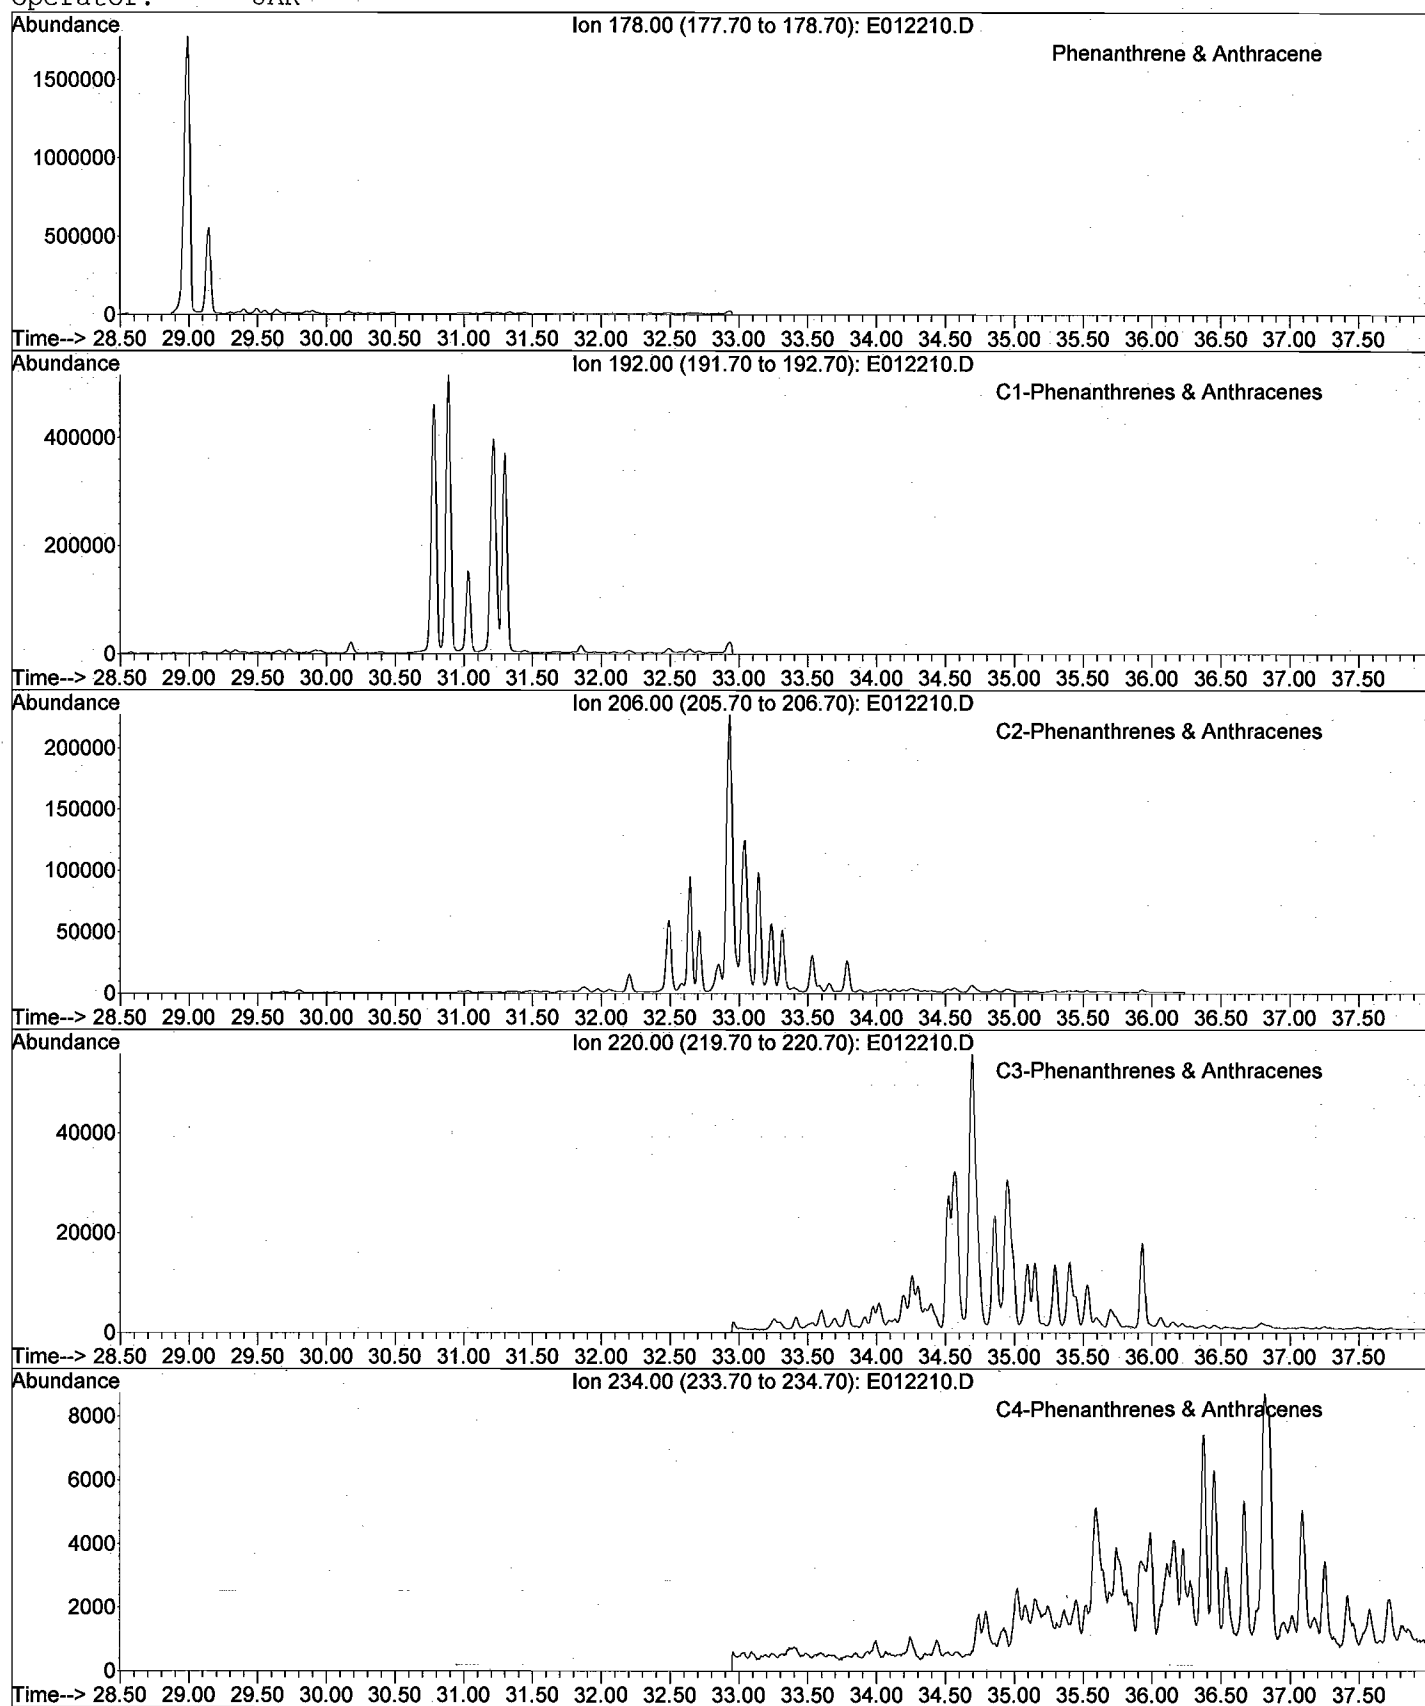 Operator: JAR
Abundance Ion 178.00 (177.70 to 178.70): E012210.D
Phenanthrene & Anthracene
1500000
1000000
500000
0
Time--> 28.50 29.00 29.50 30.00 30.50 31.00 31.50 32.00 32.50 33.00 33.50 34.00 34.50 35.00 35.50 36.00 36.50 37.00 37.50
Abundance Ion 192.00 (191.70 to 192.70): E012210.D
C1-Phenanthrenes & Anthracenes
400000
200000
0
Time--> 28.50 29.00 29.50 30.00 30.50 31.00 31.50 32.00 32.50 33.00 33.50 34.00 34.50 35.00 35.50 36.00 36.50 37.00 37.50
Abundance Ion 206.00 (205.70 to 206.70): E012210.D
C2-Phenanthrenes & Anthracenes
200000
150000
100000
50000
0
Time--> 28.50 29.00 29.50 30.00 30.50 31.00 31.50 32.00 32.50 33.00 33.50 34.00 34.50 35.00 35.50 36.00 36.50 37.00 37.50
Abundance Ion 220.00 (219.70 to 220.70): E012210.D
C3-Phenanthrenes & Anthracenes
40000
20000
0
Time--> 28.50 29.00 29.50 30.00 30.50 31.00 31.50 32.00 32.50 33.00 33.50 34.00 34.50 35.00 35.50 36.00 36.50 37.00 37.50
Abundance Ion 234.00 (233.70 to 234.70): E012210.D
C4-Phenanthrenes & Anthracenes
8000
6000
4000
2000
0
Time--> 28.50 29.00 29.50 30.00 30.50 31.00 31.50 32.00 32.50 33.00 33.50 34.00 34.50 35.00 35.50 36.00 36.50 37.00 37.50